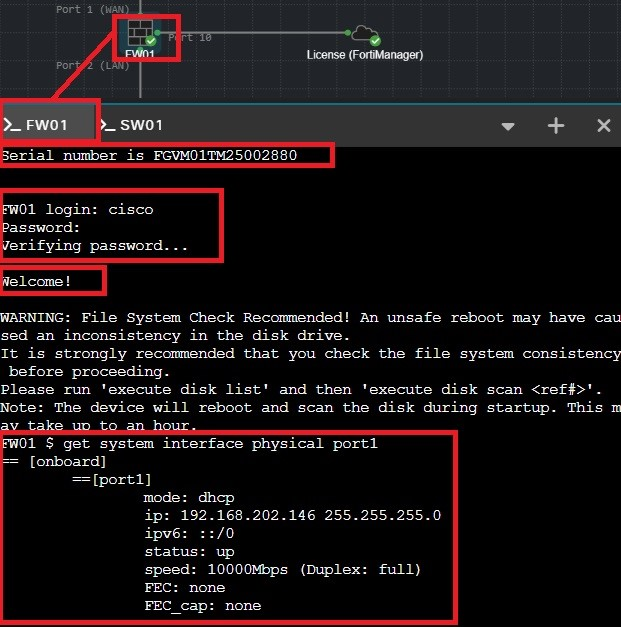 Port 1 (WAN)
Port 10
FW01
License (FortiManager)
Port 2 (LAN)
>_ FW01
>_ SW01
Serial number is FGVM01TM25002880
FW01 login: cisco
Password:
Verifying password...
Welcome!
WARNING: File System Check Recommended! An unsafe reboot may have cau
sed an inconsistency in the disk drive.
It is strongly recommended that you check the file system consistency
before proceeding.
Please run 'execute disk list' and then 'execute disk scan <ref#>'.
Note: The device will reboot and scan the disk during startup. This m
ay take up to an hour.
FW01 $ get system interface physical port1
== [onboard]
==[port1]
mode: dhcp
ip: 192.168.202.146 255.255.255.0
ipv6: ::/0
status: up
speed: 10000Mbps (Duplex: full)
FEC: none
FEC_cap: none